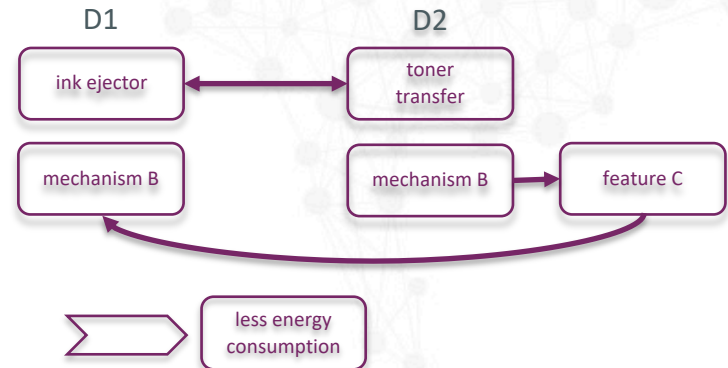 D1
D2
ink ejector
toner
transfer
mechanism B
mechanism B
feature C
less energy
consumption